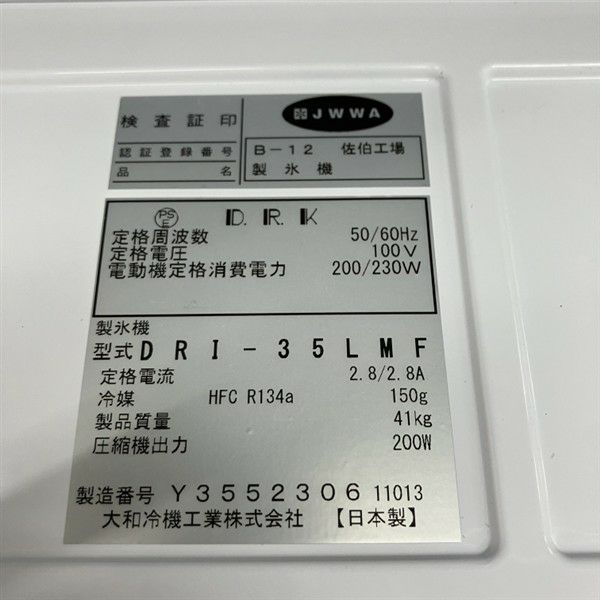 検査証印 JWWA
認証登録番号 B-12 佐伯工場
品名 製氷機
PSE D.R.K
定格周波数 50/60Hz
定格電圧 100V
電動機定格消費電力 200/230W
製氷機
型式 DRI-35LMF
定格電流 2.8/2.8A
冷媒 HFC R134a 150g
製品質量 41kg
圧縮機出力 200W
製造番号 Y3552306 11013
大和冷機工業株式会社 【日本製】